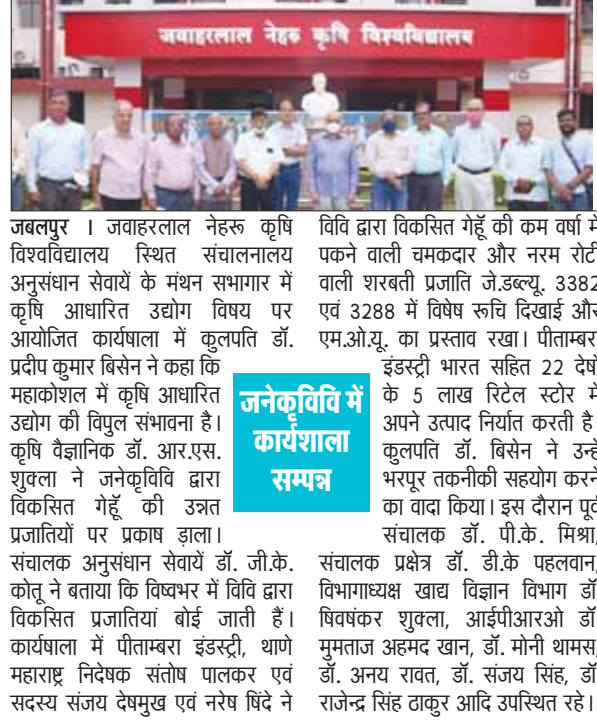 जवाहरलाल नेहरू कृषि विश्वविद्यालय
जबलपुर । जवाहरलाल नेहरू कृषि
विश्वविद्यालय स्थित संचालनालय
अनुसंधान सेवायें के मंथन सभागार में
कृषि आधारित उद्योग विषय पर
आयोजित कार्यषाला में कुलपति डॉ.
प्रदीप कुमार बिसेन ने कहा कि
महाकोशल में कृषि आधारित
उद्योग की विपुल संभावना है।
कृषि वैज्ञानिक डॉ. आर.एस.
शुक्ला ने जनेकृविवि द्वारा
विकसित गेहूॅ की उन्नत
प्रजातियों पर प्रकाष डाला।
संचालक अनुसंधान सेवायें डॉ. जी.के.
कोतू ने बताया कि विष्वभर में विवि द्वारा
विकसित प्रजातियां बोई जाती हैं।
कार्यषाला में पीताम्बरा इंडस्ट्री, थाणे
महाराष्ट्र निदेषक संतोष पालकर एवं
सदस्य संजय देषमुख एवं नरेष षिंदे ने
जनेकृविवि में
कार्यशाला
सम्पन्न
विवि द्वारा विकसित गेहूॅ की कम वर्षा में
पकने वाली चमकदार और नरम रोटी
वाली शरबती प्रजाति जे.डब्ल्यू. 3382
एवं 3288 में विषेष रूचि दिखाई और
एम.ओ.यू. का प्रस्ताव रखा। पीताम्बरा
इंडस्ट्री भारत सहित 22 देषों
के 5 लाख रिटेल स्टोर में
अपने उत्पाद निर्यात करती है
कुलपति डॉ. बिसेन ने उन्हें
भरपूर तकनीकी सहयोग करने
का वादा किया। इस दौरान पूर्व
संचालक डॉ. पी.के. मिश्रा,
संचालक प्रक्षेत्र डॉ. डी.के पहलवान,
विभागाध्यक्ष खाद्य विज्ञान विभाग डॉ
षिवषंकर शुक्ला, आईपीआरओ डॉ
मुमताज अहमद खान, डॉ. मोनी थामस,
डॉ. अनय रावत, डॉ. संजय सिंह, डॉ
राजेन्द्र सिंह ठाकुर आदि उपस्थित रहे।